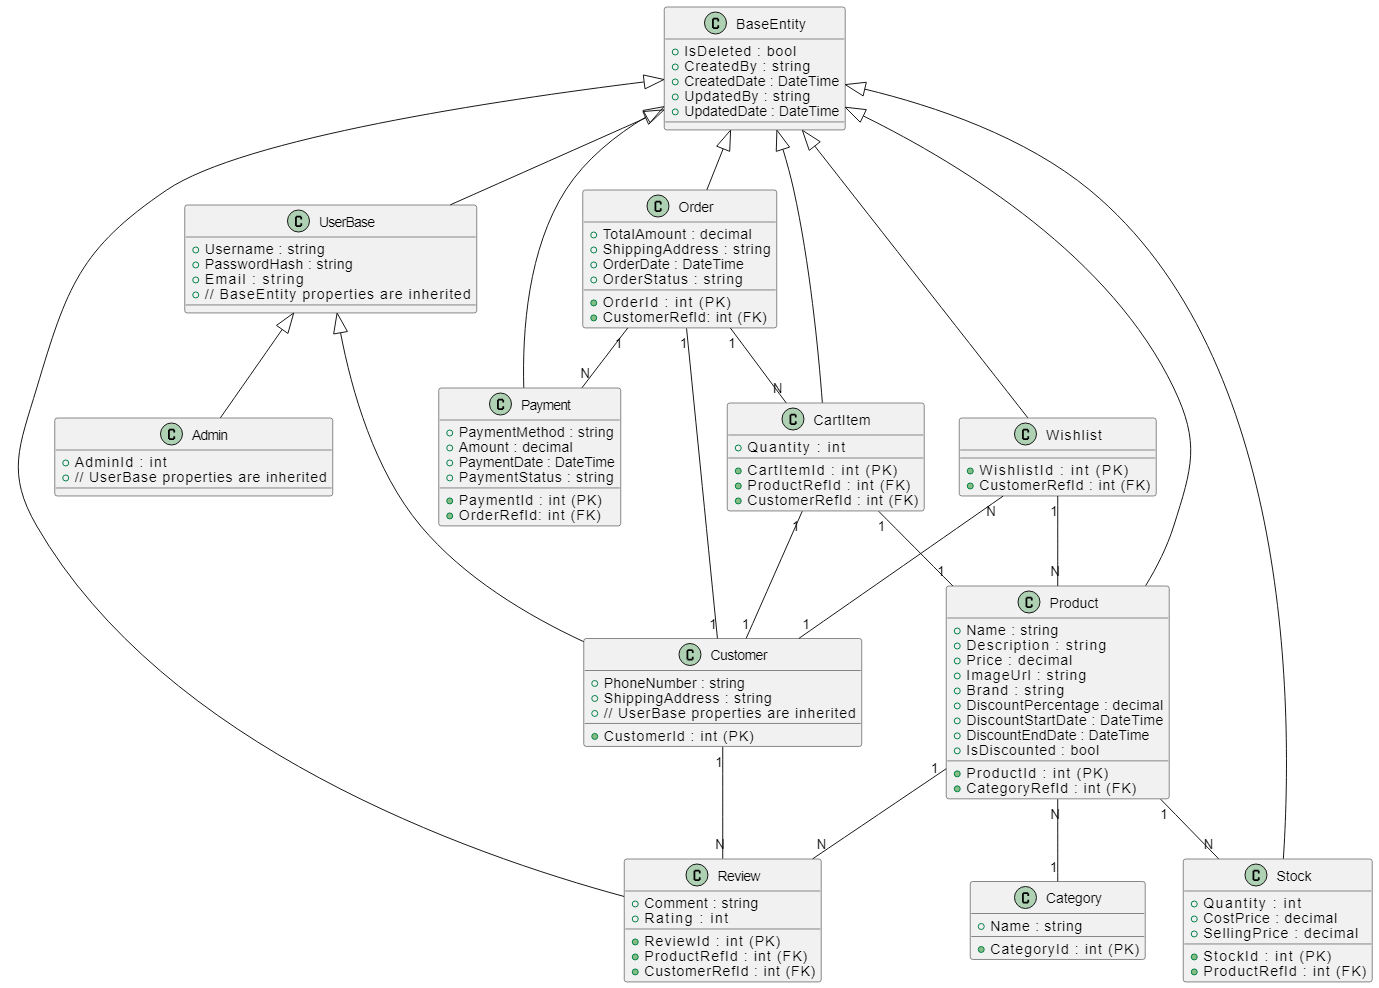 C BaseEntity
IsDeleted : bool
CreatedBy : string
CreatedDate : DateTime
UpdatedBy : string
UpdatedDate : DateTime
C UserBase
Username : string
PasswordHash : string
Email : string
// BaseEntity properties are inherited
C Order
TotalAmount : decimal
ShippingAddress : string
OrderDate : DateTime
OrderStatus : string
OrderId : int (PK)
CustomerRefId: int (FK)
1
1
1
N
N
C Admin
AdminId : int
// UserBase properties are inherited
C Payment
PaymentMethod : string
Amount : decimal
PaymentDate : DateTime
PaymentStatus : string
PaymentId : int (PK)
OrderRefId: int (FK)
C CartItem
Quantity : int
CartItemId : int (PK)
ProductRefId : int (FK)
CustomerRefId : int (FK)
C Wishlist
WishlistId : int (PK)
CustomerRefId : int (FK)
1
1
N
1
1
N
1
1
1
C Customer
PhoneNumber : string
ShippingAddress : string
// UserBase properties are inherited
CustomerId : int (PK)
C Product
Name : string
Description : string
Price : decimal
ImageUrl : string
Brand : string
DiscountPercentage : decimal
DiscountStartDate : DateTime
DiscountEndDate : DateTime
IsDiscounted : bool
ProductId : int (PK)
CategoryRefId : int (FK)
1
1
N
1
N
N
1
N
C Review
Comment : string
Rating : int
ReviewId : int (PK)
ProductRefId : int (FK)
CustomerRefId : int (FK)
C Category
Name : string
CategoryId : int (PK)
C Stock
Quantity : int
CostPrice : decimal
SellingPrice : decimal
StockId : int (PK)
ProductRefId : int (FK)